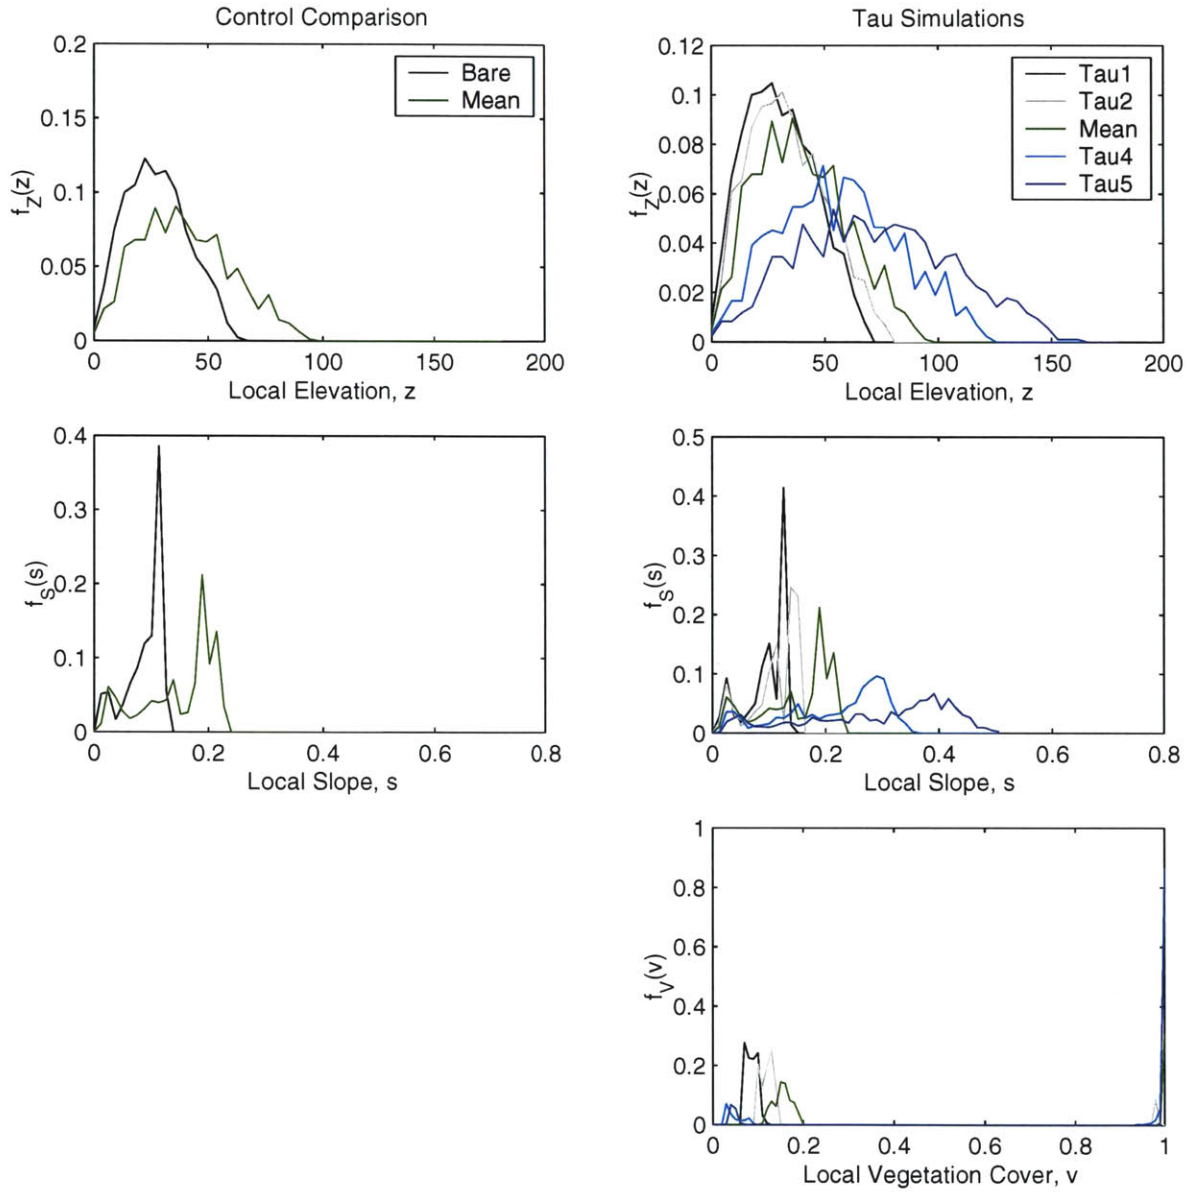 Control Comparison
0.2
0.15
0.1
0.05
0
f_Z(z)
Bare
Mean
0 50 100 150 200
Local Elevation, z
Tau Simulations
0.12
0.1
0.08
0.06
0.04
0.02
0
f_Z(z)
Tau1
Tau2
Mean
Tau4
Tau5
0 50 100 150 200
Local Elevation, z
0.4
0.3
0.2
0.1
0
f_S(s)
0 0.2 0.4 0.6 0.8
Local Slope, s
0.5
0.4
0.3
0.2
0.1
0
f_S(s)
0 0.2 0.4 0.6 0.8
Local Slope, s
1
0.8
0.6
0.4
0.2
0
f_V(v)
0 0.2 0.4 0.6 0.8 1
Local Vegetation Cover, v